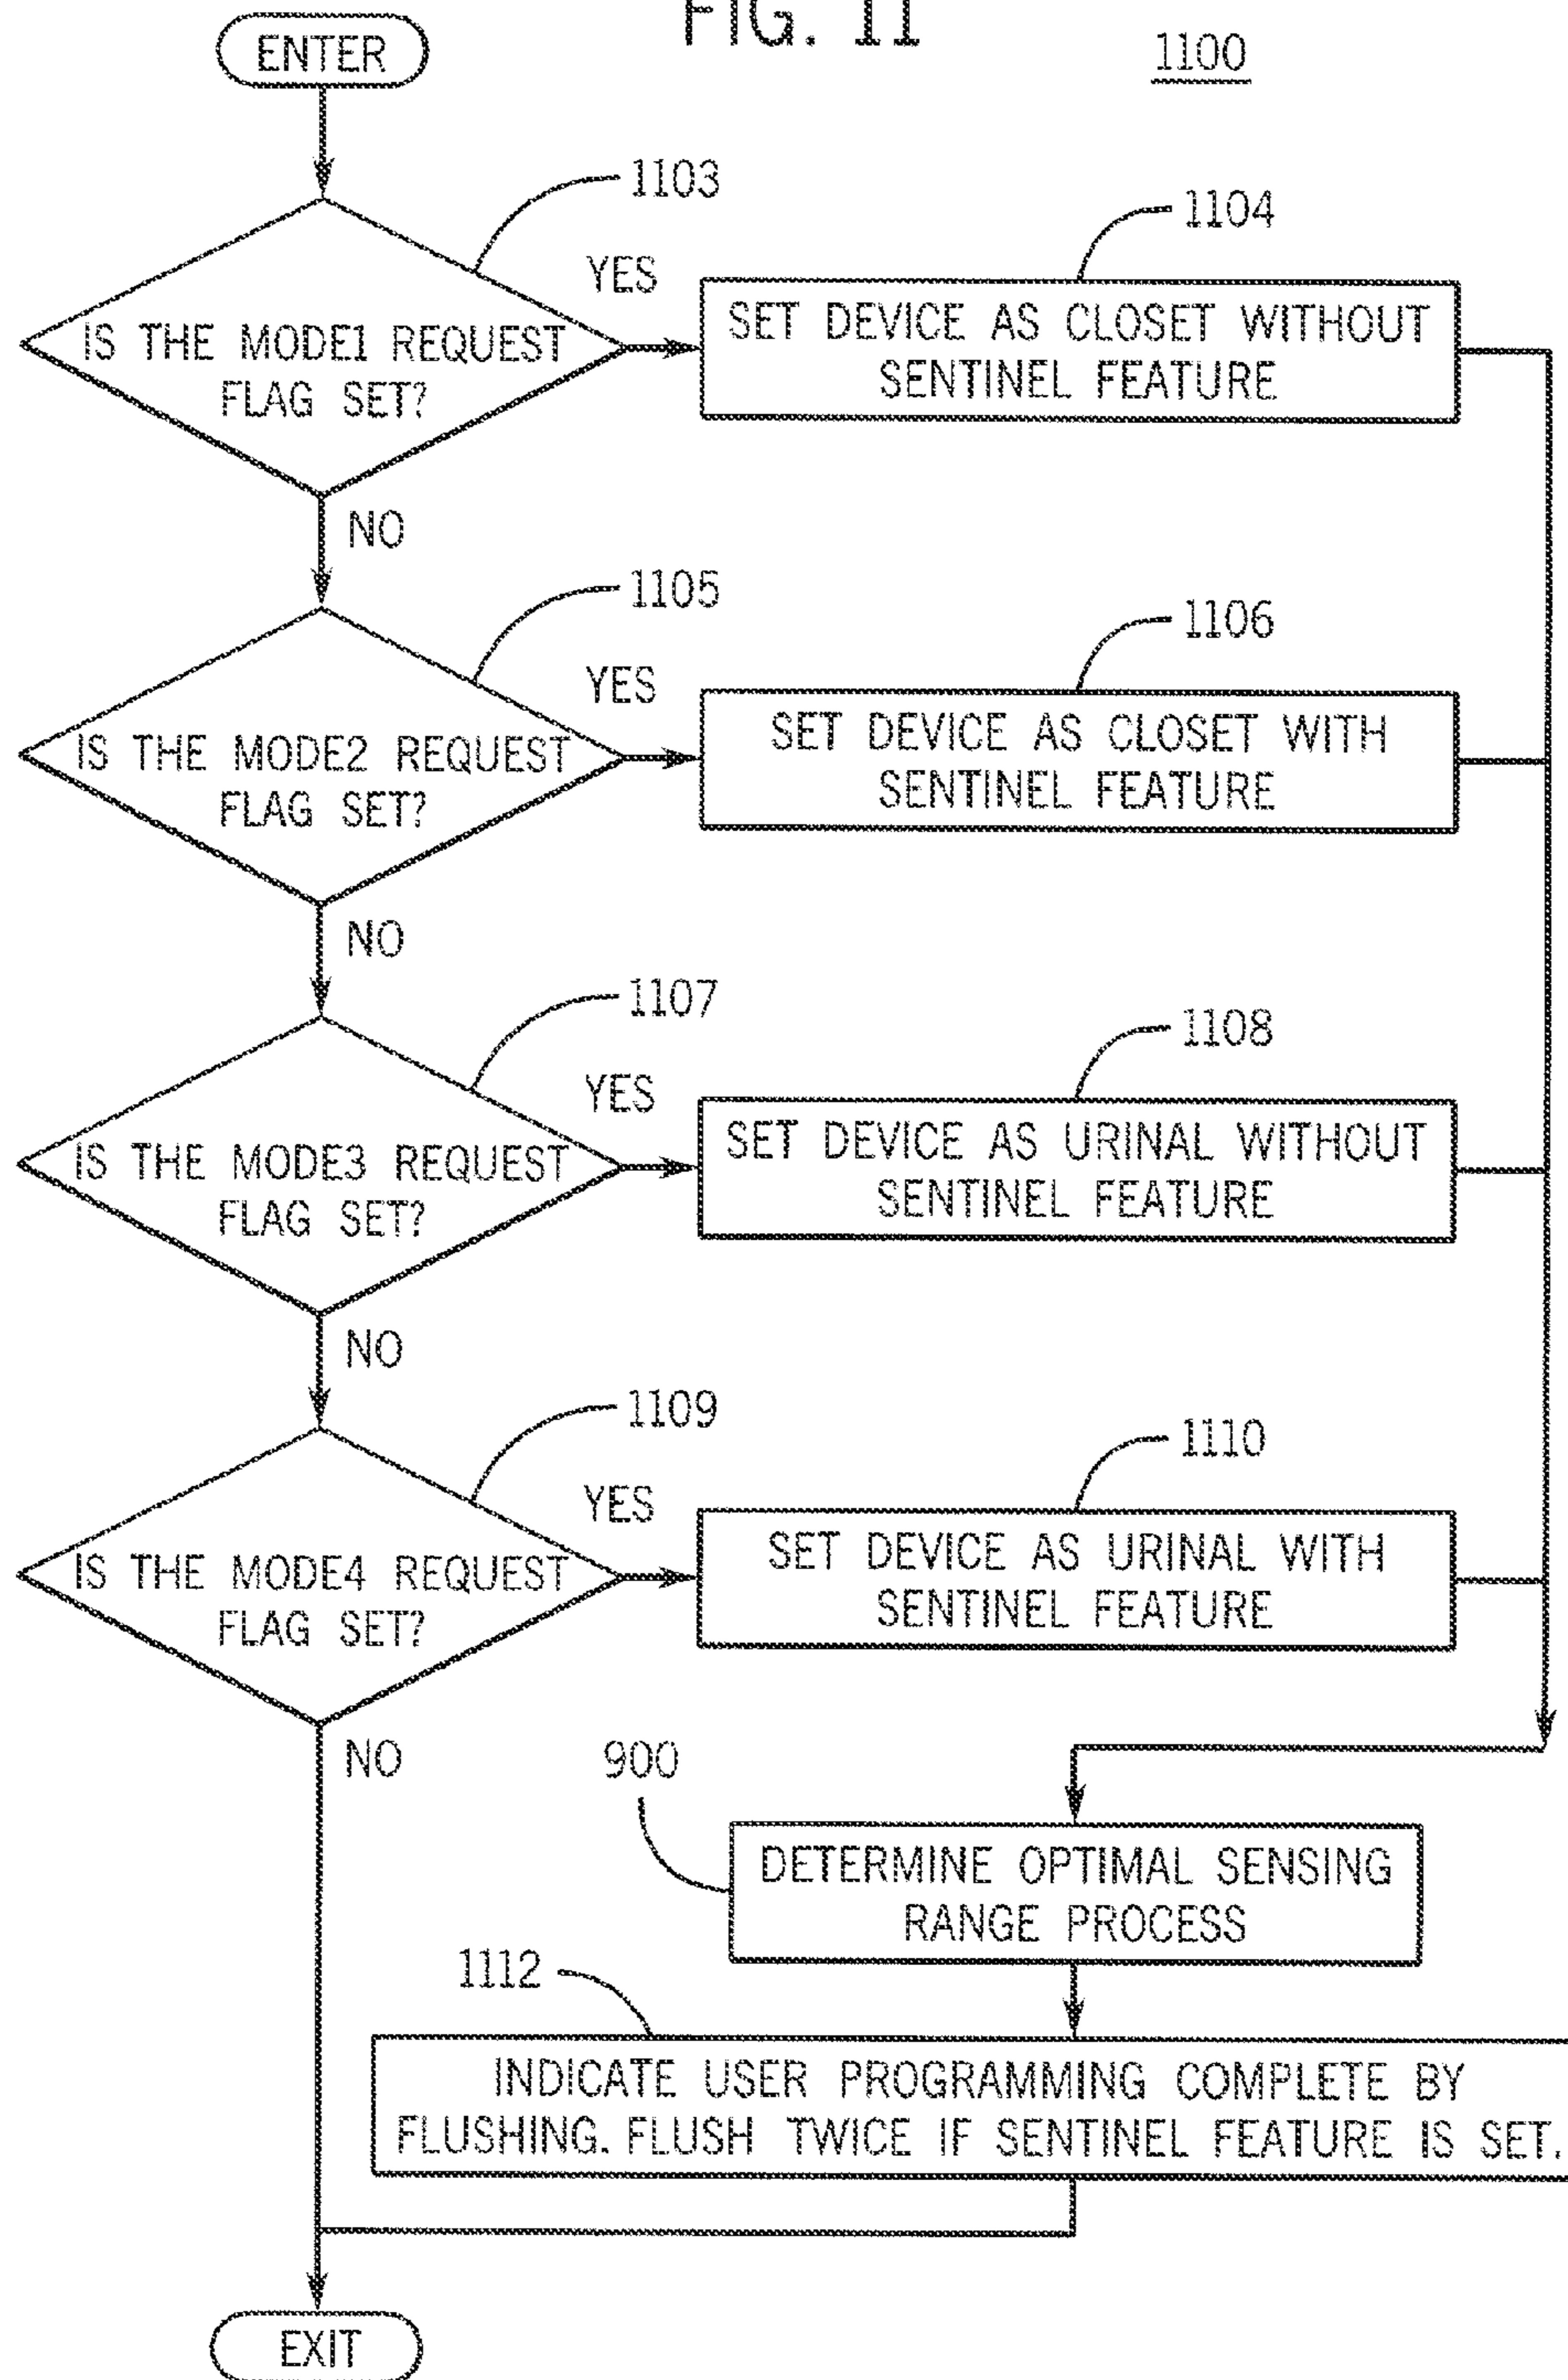 FIG. 11
1100
ENTER
1103
1104
YES
IS THE MODE1 REQUEST
FLAG SET?
SET DEVICE AS CLOSET WITHOUT
SENTINEL FEATURE
NO
1105
1106
YES
IS THE MODE2 REQUEST
FLAG SET?
SET DEVICE AS CLOSET WITH
SENTINEL FEATURE
NO
1107
1108
YES
IS THE MODE3 REQUEST
FLAG SET?
SET DEVICE AS URINAL WITHOUT
SENTINEL FEATURE
NO
1109
1110
YES
IS THE MODE4 REQUEST
FLAG SET?
SET DEVICE AS URINAL WITH
SENTINEL FEATURE
NO
900
DETERMINE OPTIMAL SENSING
RANGE PROCESS
1112
INDICATE USER PROGRAMMING COMPLETE BY
FLUSHING. FLUSH TWICE IF SENTINEL FEATURE IS SET.
EXIT